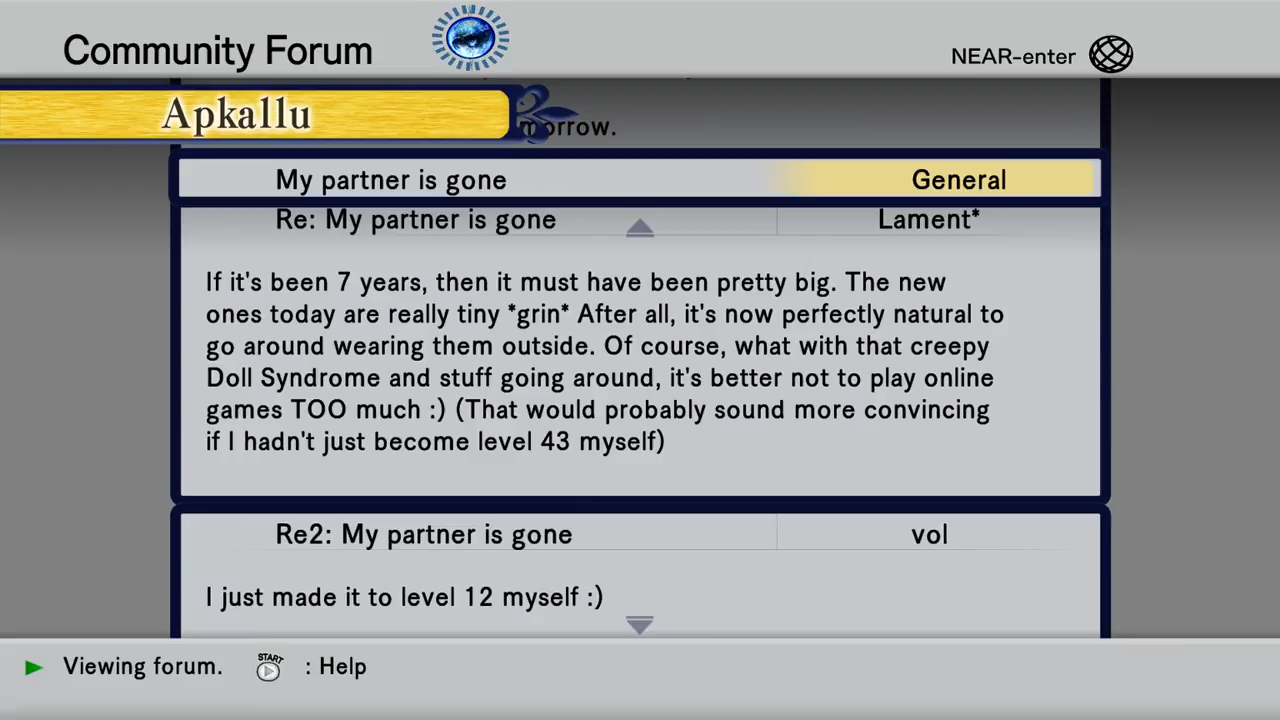 Community Forum
NEAR-enter
Apkallu
morrow.
My partner is gone
General
Re: My partner is gone
Lament*
If it's been 7 years, then it must have been pretty big. The new
ones today are really tiny *grin* After all, it's now perfectly natural to
go around wearing them outside. Of course, what with that creepy
Doll Syndrome and stuff going around, it's better not to play online
games TOO much :) (That would probably sound more convincing
if I hadn't just become level 43 myself)
Re2: My partner is gone
vol
I just made it to level 12 myself :)
Viewing forum.
START
: Help